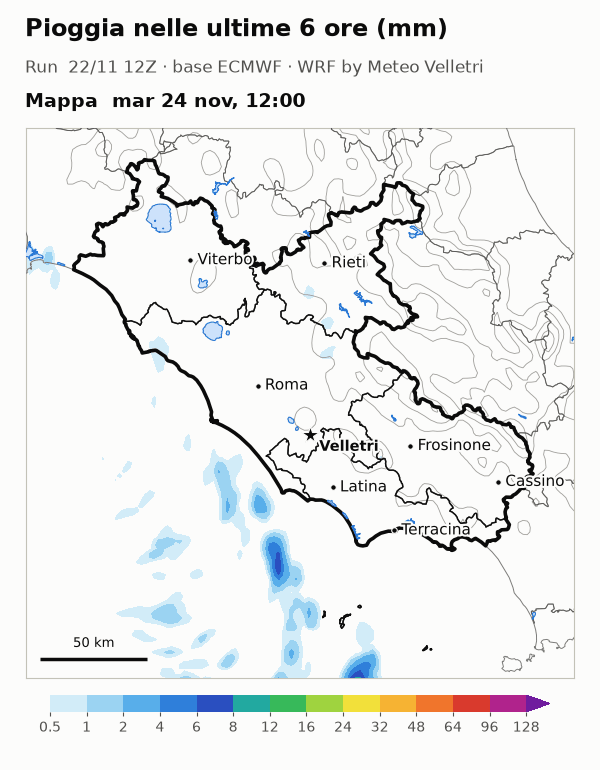 Pioggia nelle ultime 6 ore (mm)
Run  22/11 12Z · base ECMWF · WRF by Meteo Velletri
Mappa  mar 24 nov, 12:00
Viterbo
Rieti
Roma
Velletri
Frosinone
Latina
Cassino
Terracina
50 km
0.5 1 2 4 6 8 12 16 24 32 48 64 96 128